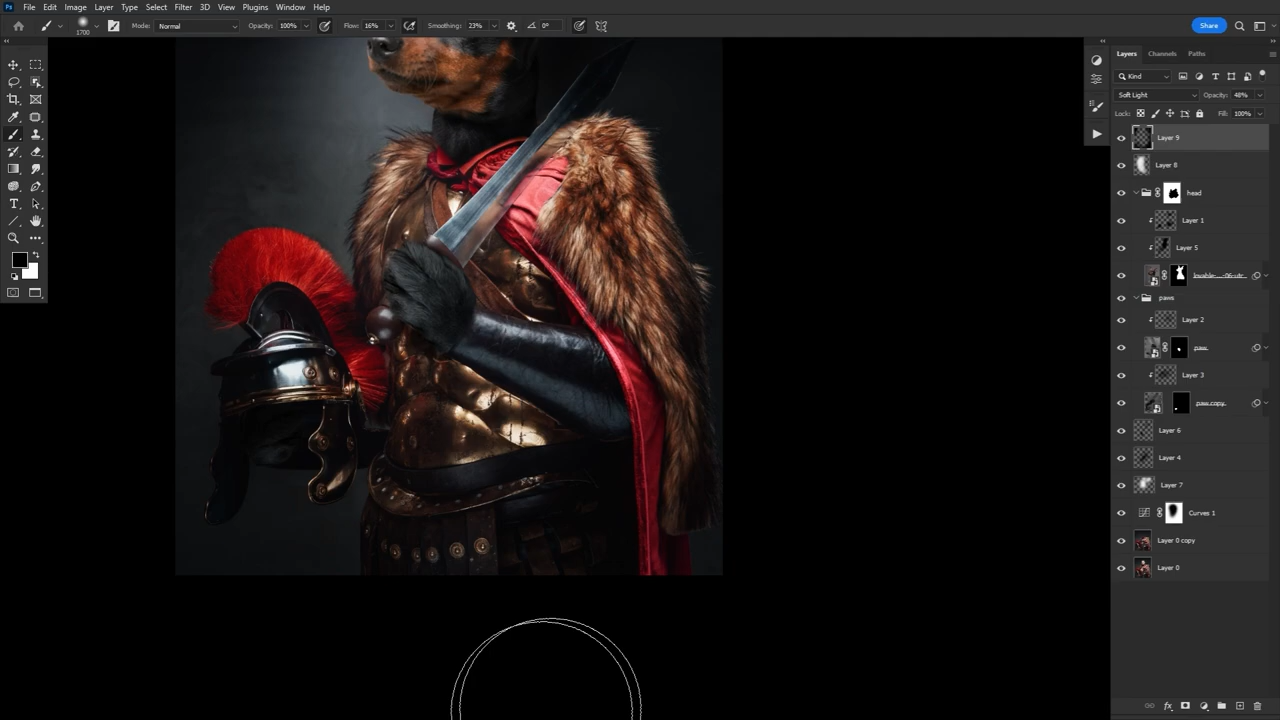 Ps File Edit Image Layer Type Select Filter 3D View Plugins Window Help
1700 Mode: Normal Opacity: 100% Flow: 16% Smoothing: 23% 0° Share
Layers Channels Paths
Kind
Soft Light Opacity: 48%
Lock: Fill: 100%
Layer 9
Layer 8
head
Layer 1
Layer 5
paws
Layer 2
paw
Layer 3
paw copy
Layer 6
Layer 4
Layer 7
Curves 1
Layer 0 copy
Layer 0
fx